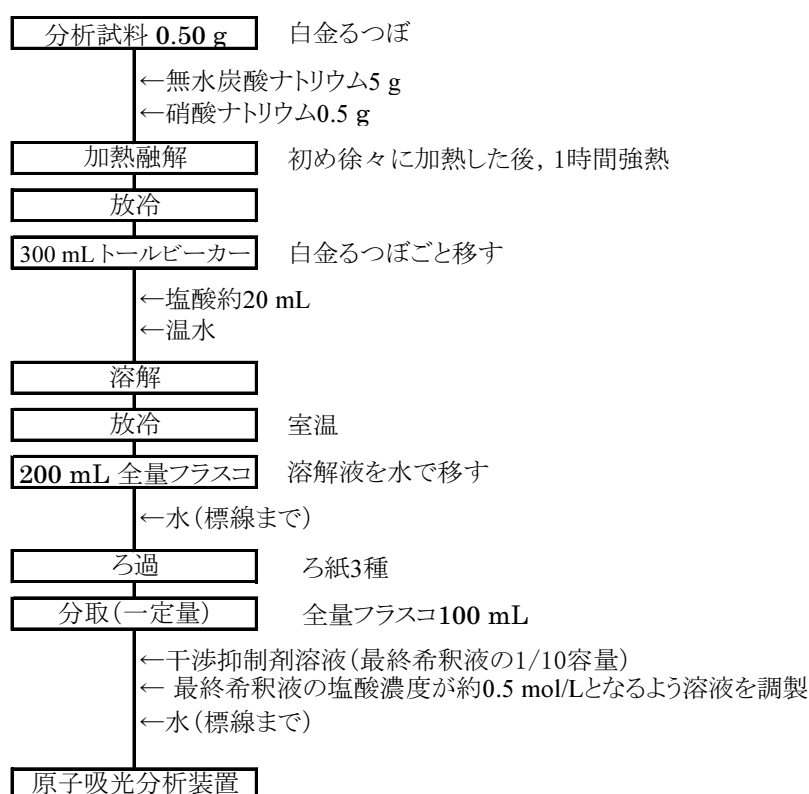 分析試料 0.50 g 白金るつぼ
←無水炭酸ナトリウム5 g
←硝酸ナトリウム0.5 g
加熱融解 初め徐々に加熱した後, 1時間強熱
放冷
300 mLトールビーカー 白金るつぼごと移す
←塩酸約20 mL
←温水
溶解
放冷 室温
200 mL 全量フラスコ 溶解液を水で移す
←水(標線まで)
ろ過 ろ紙3種
分取(一定量) 全量フラスコ100 mL
←干渉抑制剤溶液(最終希釈液の1/10容量)
← 最終希釈液の塩酸濃度が約0.5 mol/Lとなるよう溶液を調製
←水(標線まで)
原子吸光分析装置